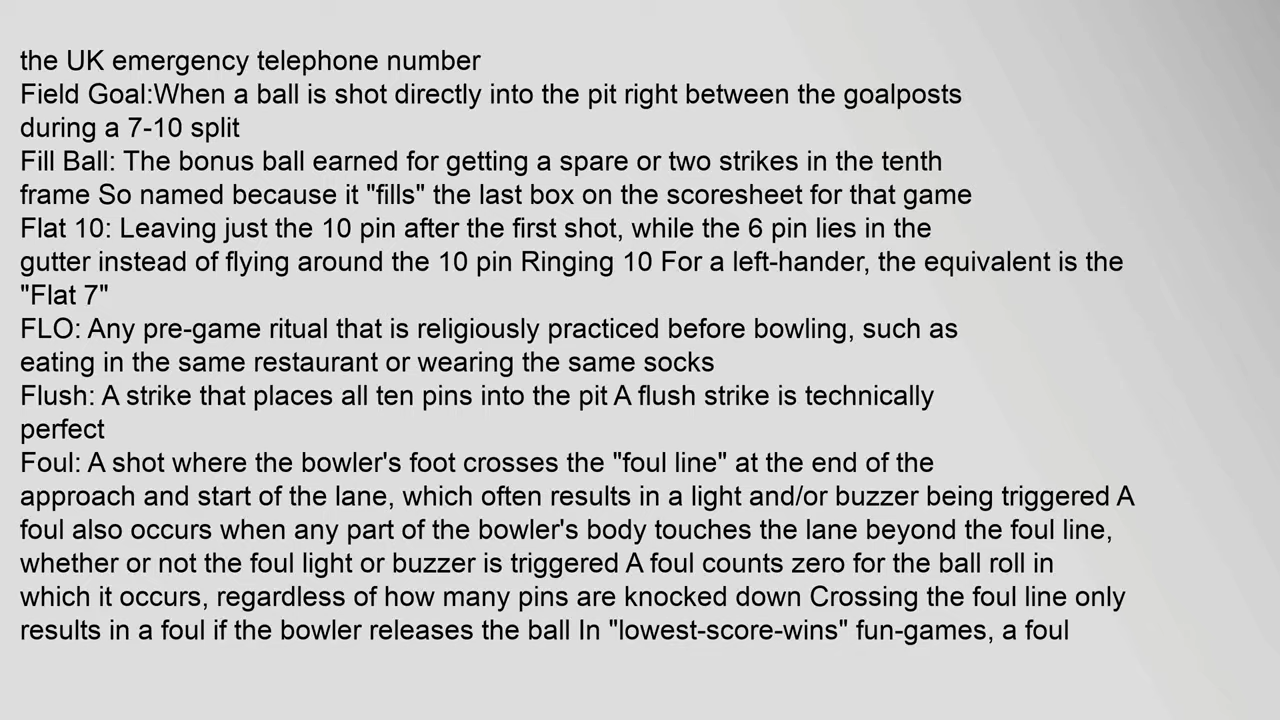 the UK emergency telephone number
Field Goal:When a ball is shot directly into the pit right between the goalposts
during a 7-10 split
Fill Ball: The bonus ball earned for getting a spare or two strikes in the tenth
frame So named because it "fills" the last box on the scoresheet for that game
Flat 10: Leaving just the 10 pin after the first shot, while the 6 pin lies in the
gutter instead of flying around the 10 pin Ringing 10 For a left-hander, the equivalent is the
"Flat 7"
FLO: Any pre-game ritual that is religiously practiced before bowling, such as
eating in the same restaurant or wearing the same socks
Flush: A strike that places all ten pins into the pit A flush strike is technically
perfect
Foul: A shot where the bowler's foot crosses the "foul line" at the end of the
approach and start of the lane, which often results in a light and/or buzzer being triggered A
foul also occurs when any part of the bowler's body touches the lane beyond the foul line,
whether or not the foul light or buzzer is triggered A foul counts zero for the ball roll in
which it occurs, regardless of how many pins are knocked down Crossing the foul line only
results in a foul if the bowler releases the ball In "lowest-score-wins" fun-games, a foul